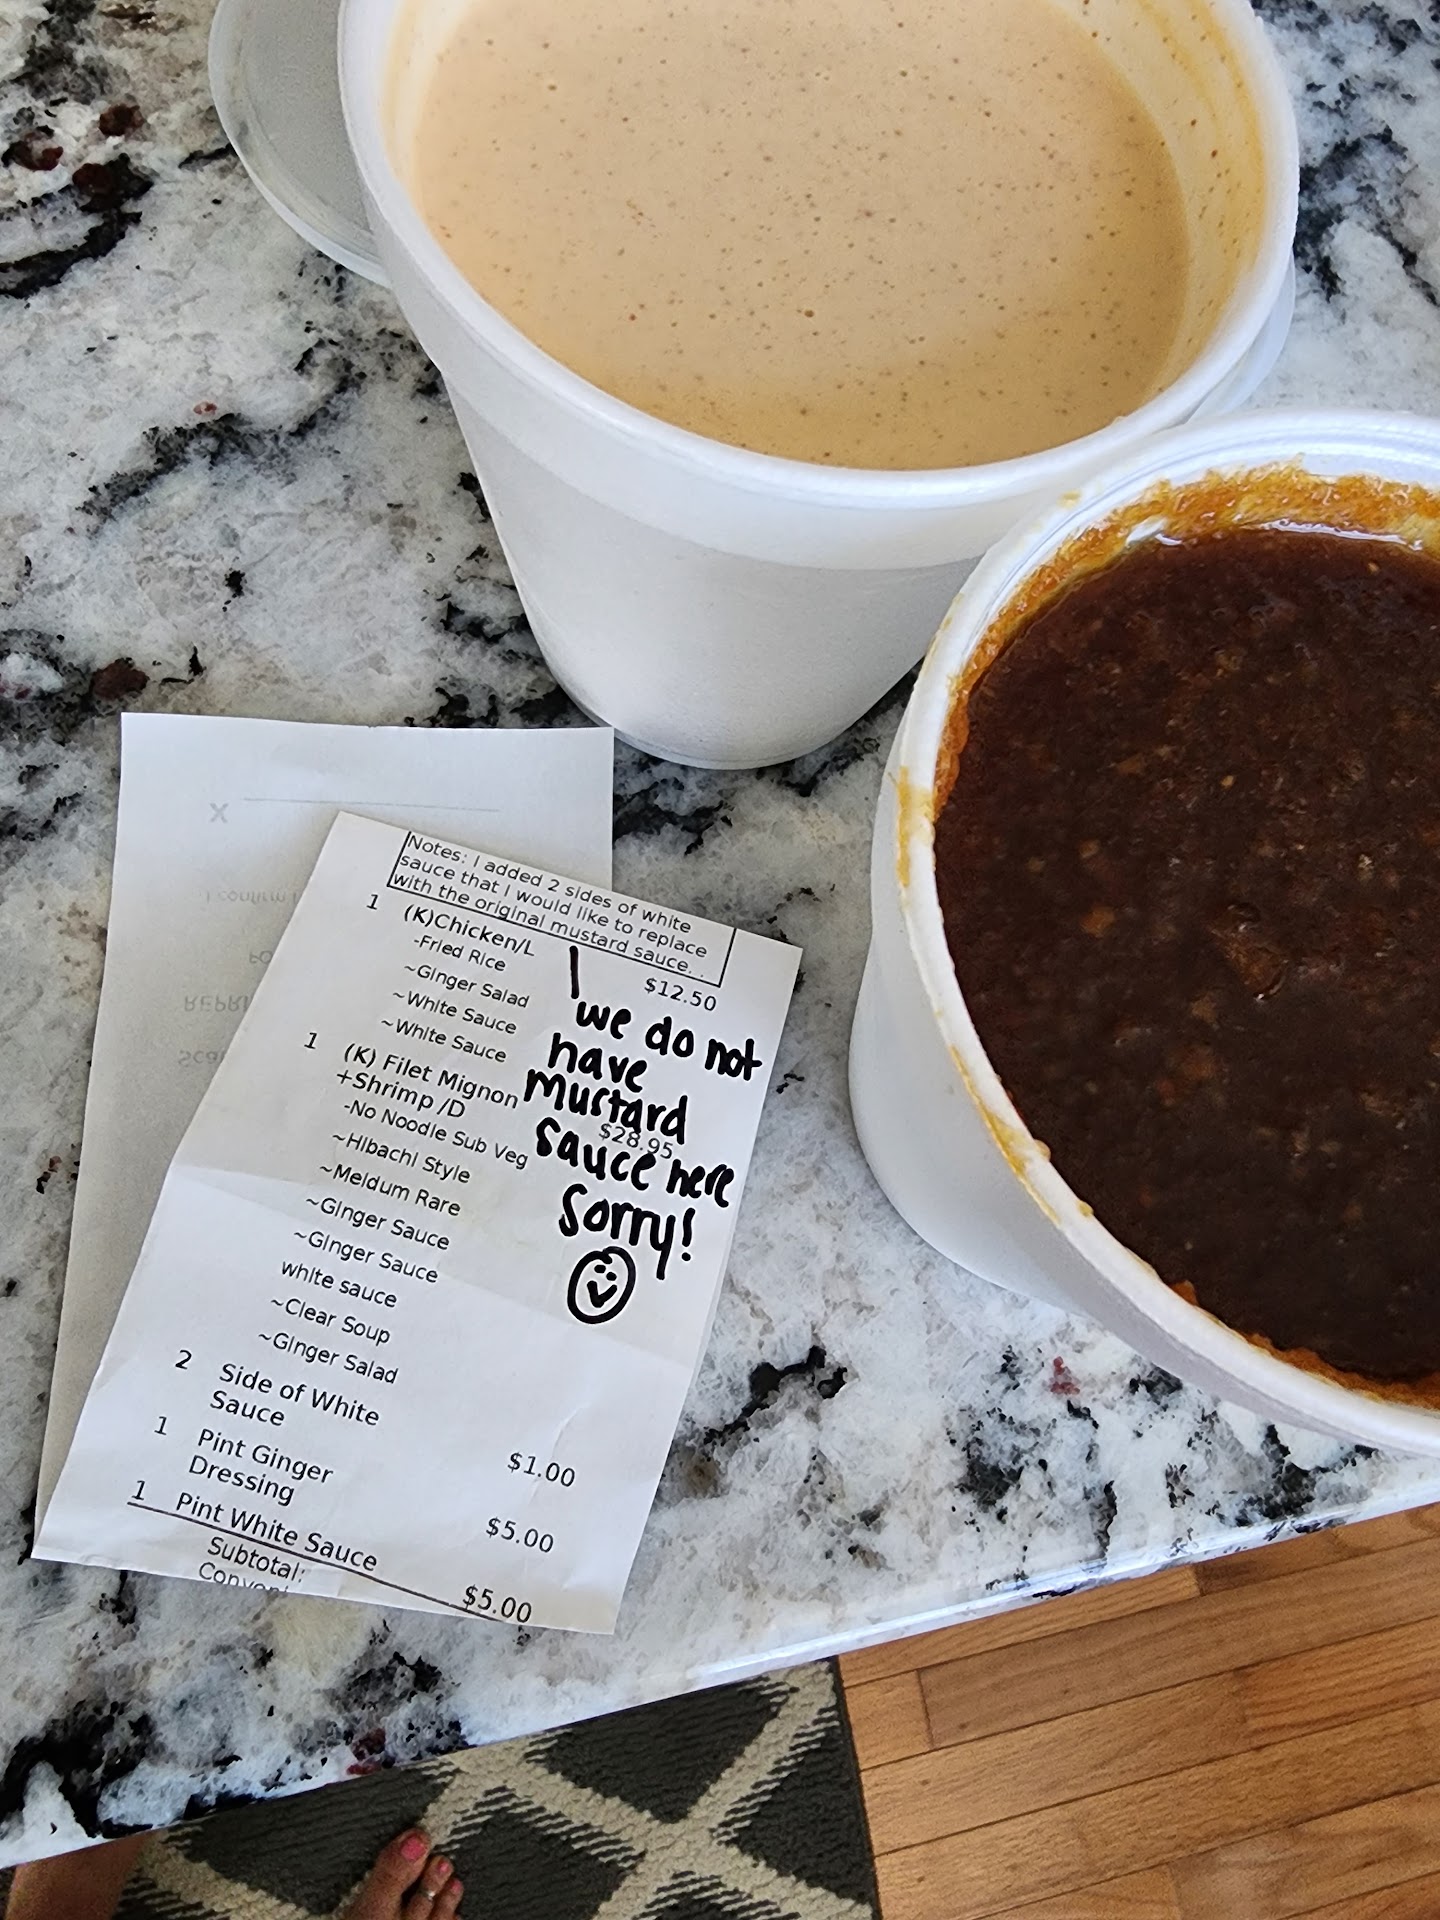 Notes: I added 2 sides of white
sauce that I would like to replace
with the original mustard sauce. .
1 (K)Chicken/L $12.50
-Fried Rice
~Ginger Salad
~White Sauce
~White Sauce
1 (K) Filet Mignon
+Shrimp /D $28.95
-No Noodle Sub Veg
~Hibachi Style
~Meidum Rare
~Ginger Sauce
~Ginger Sauce
white sauce
~Clear Soup
~Ginger Salad
2 Side of White
Sauce $1.00
1 Pint Ginger
Dressing $5.00
1 Pint White Sauce $5.00
Subtotal:
we do not
have
mustard
sauce here
sorry!
X
I confirm
REPRI